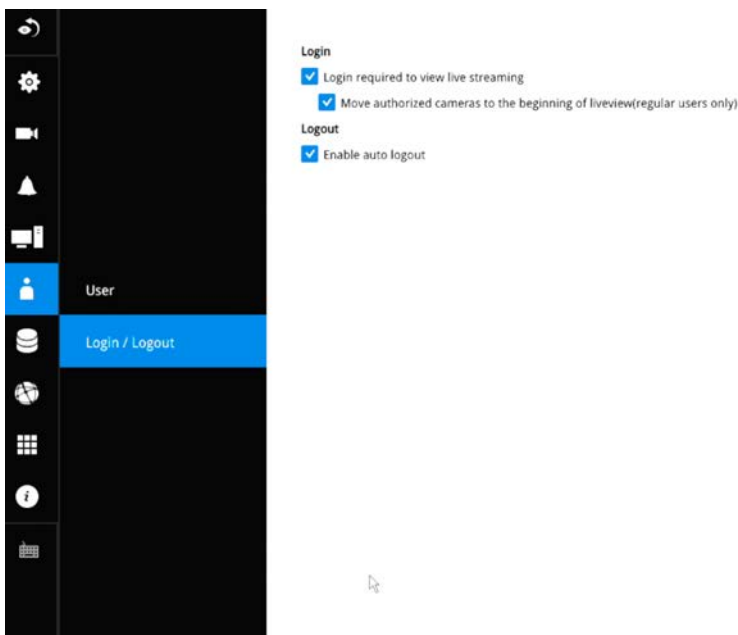 Login
Login required to view live streaming
Move authorized cameras to the beginning of liveview(regular users only)
Logout
Enable auto logout
User
Login / Logout